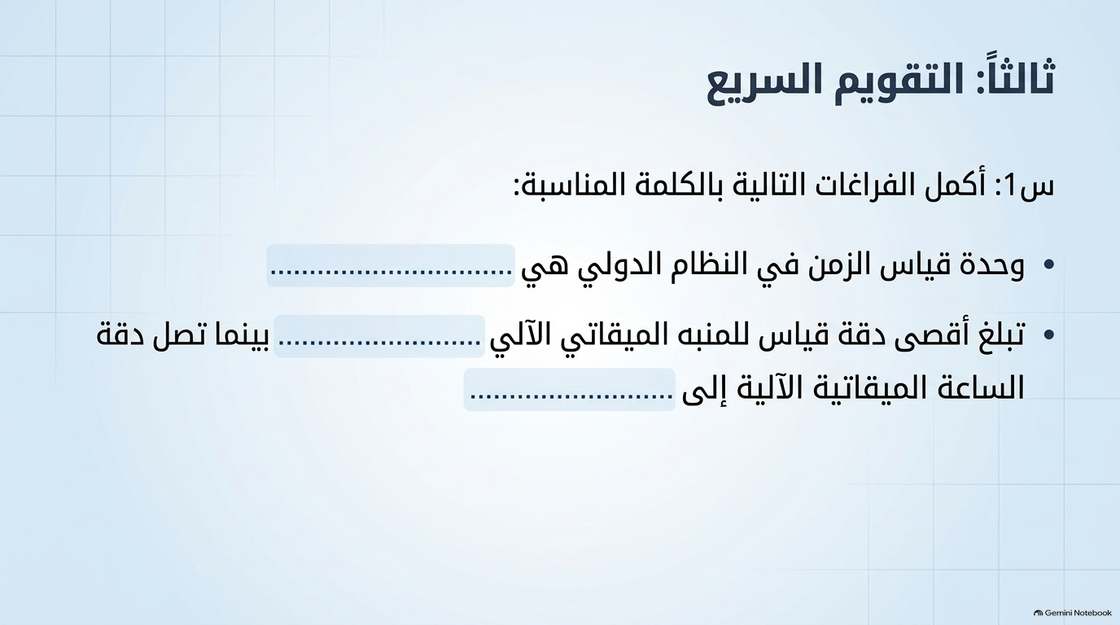 ثالثاً: التقويم السريع
س1: أكمل الفراغات التالية بالكلمة المناسبة:
• وحدة قياس الزمن في النظام الدولي هي ...............................
• تبلغ أقصى دقة قياس للمنبه الميقاتي الآلي .......................... بينما تصل دقة
الساعة الميقاتية الآلية إلى ..........................
Gemini Notebook